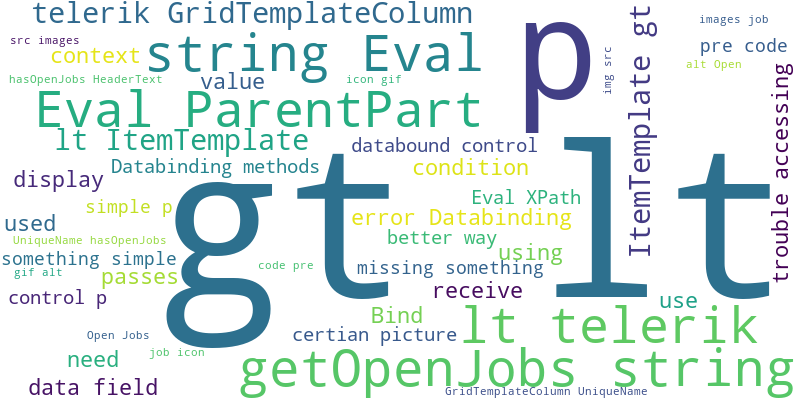 telerik GridTemplateColumn
src images
context
string Eval
p
ItemTemplate gt
images job
pre code
img src
alt Open
hasOpenJobs HeaderText
value
icon gif
trouble accessing
Eval ParentPart
lt ItemTemplate
databound control
Databinding methods
condition
display
gt
lt
simple p
Eval XPath
used
error Databinding
UniqueName hasOpenJobs
better way
using
something simple
gif alt
code pre
missing something
passes
control p
receive
use
Bind
Open Jobs
certian picture
lt telerik
need
job icon
getOpenJobs string
data field
GridTemplateColumn UniqueName